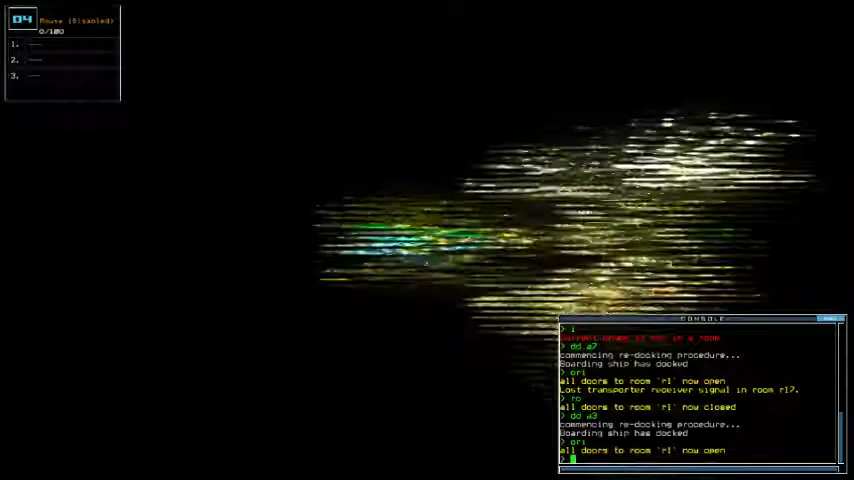 04
Mouse (Disabled)
0/100
1. ---
2. ---
3. ---
CONSOLE
> i
Current drone is not in a room
> dd a7
commencing re-docking procedure...
Boarding ship has docked
> ori
all doors to room 'r1' now open
Lost transporter receiver signal in room r17.
> rc
all doors to room 'r1' now closed
> dd a3
commencing re-docking procedure...
Boarding ship has docked
> ori
all doors to room 'r1' now open
>